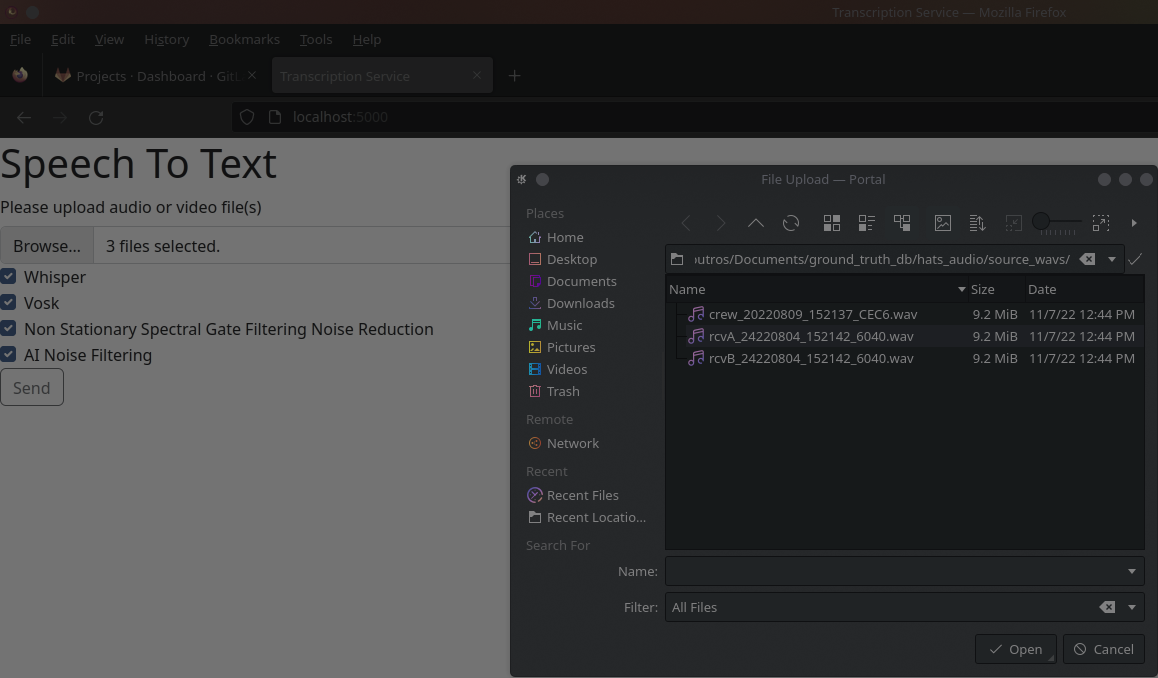 Transcription Service — Mozilla Firefox
File Edit View History Bookmarks Tools Help
Projects · Dashboard · GitL
Transcription Service
localhost:5000
Speech To Text
Please upload audio or video file(s)
Browse... 3 files selected.
Whisper
Vosk
Non Stationary Spectral Gate Filtering Noise Reduction
AI Noise Filtering
Send
File Upload — Portal
Places
Home
Desktop
Documents
Downloads
Music
Pictures
Videos
Trash
Remote
Network
Recent
Recent Files
Recent Locatio...
Search For
outros/Documents/ground_truth_db/hats_audio/source_wavs/
Name Size Date
crew_20220809_152137_CEC6.wav 9.2 MiB 11/7/22 12:44 PM
rcvA_24220804_152142_6040.wav 9.2 MiB 11/7/22 12:44 PM
rcvB_24220804_152142_6040.wav 9.2 MiB 11/7/22 12:44 PM
Name:
Filter: All Files
Open Cancel